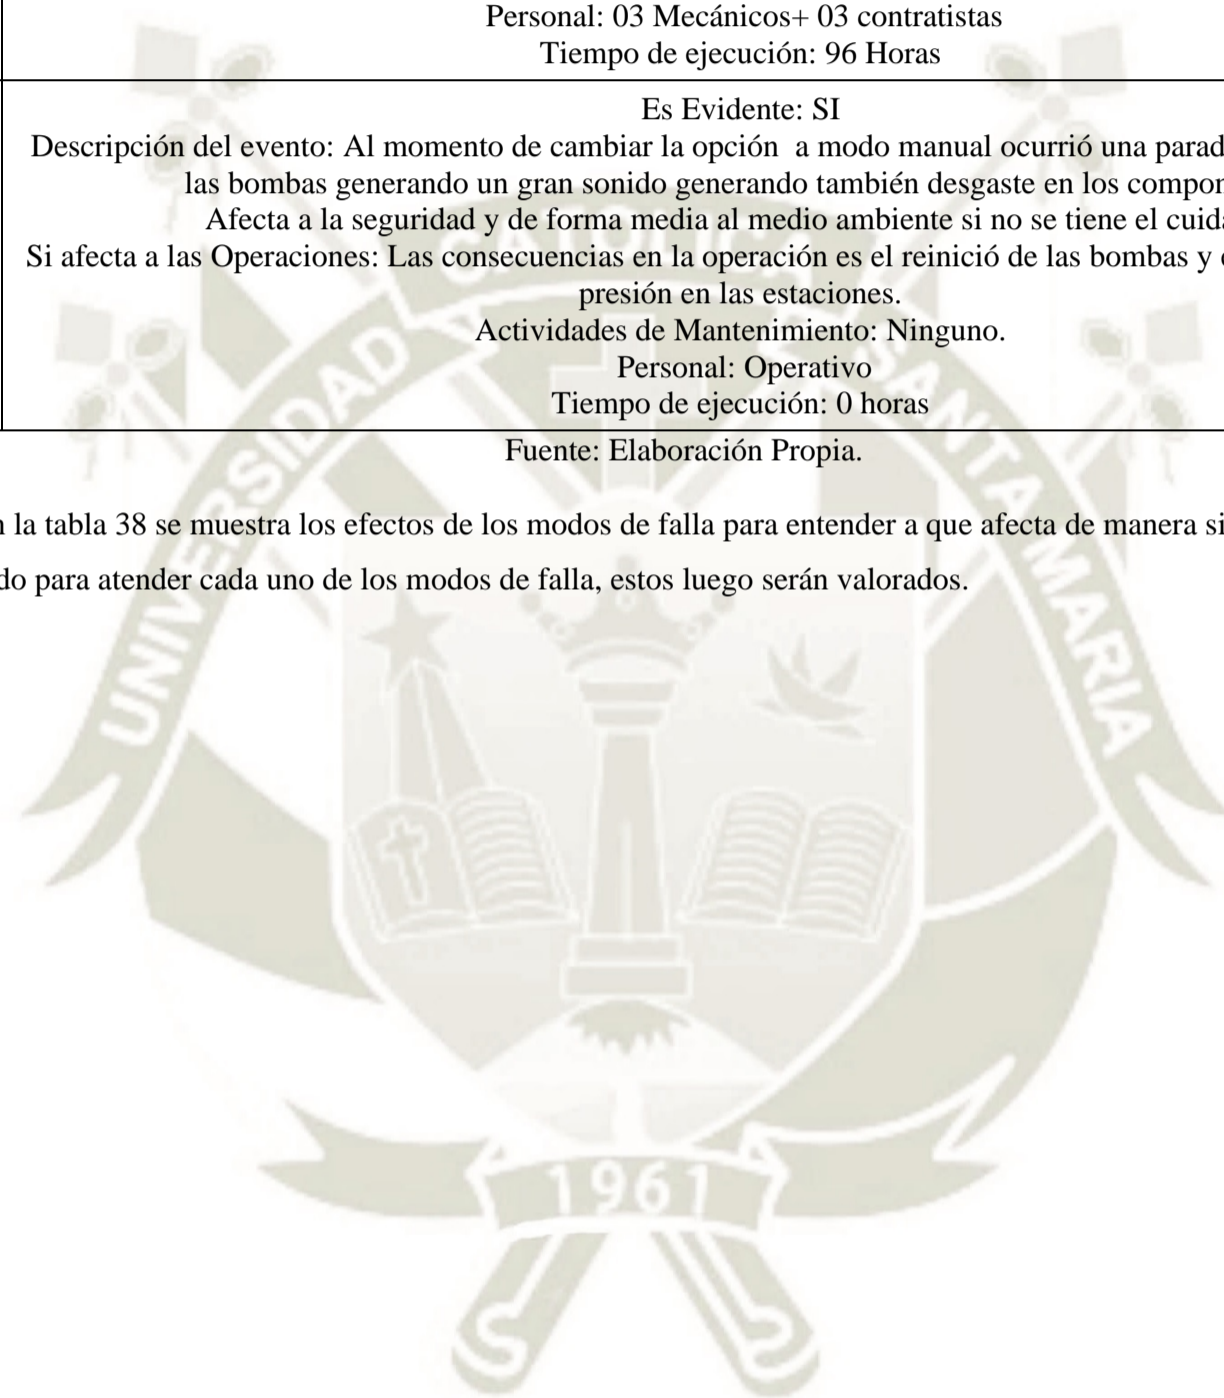 Personal: 03 Mecánicos+ 03 contratistas
Tiempo de ejecución: 96 Horas
Es Evidente: SI
Descripción del evento: Al momento de cambiar la opción a modo manual ocurrió una parad
las bombas generando un gran sonido generando también desgaste en los compon
Afecta a la seguridad y de forma media al medio ambiente si no se tiene el cuid
Si afecta a las Operaciones: Las consecuencias en la operación es el reinició de las bombas y
presión en las estaciones.
Actividades de Mantenimiento: Ninguno.
Personal: Operativo
Tiempo de ejecución: 0 horas
Fuente: Elaboración Propia.
n la tabla 38 se muestra los efectos de los modos de falla para entender a que afecta de manera si
do para atender cada uno de los modos de falla, estos luego serán valorados.
UNIVERSIDAD CATOLICA SANTA MARIA
1961